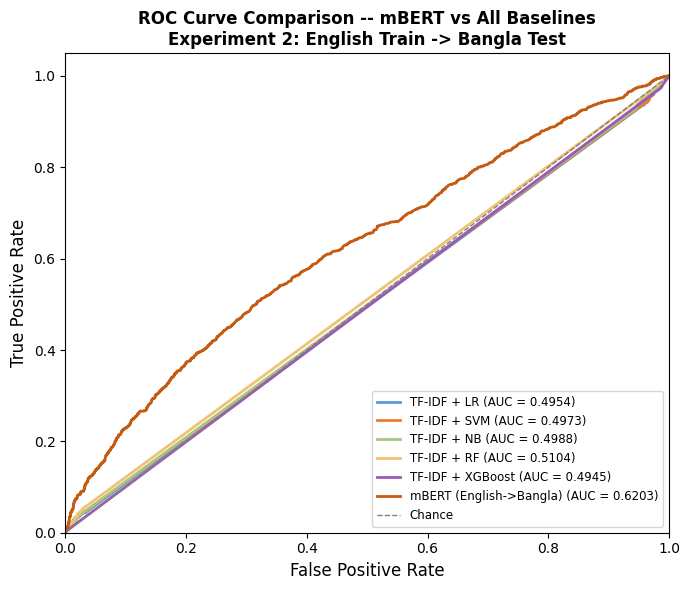 ROC Curve Comparison -- mBERT vs All Baselines
Experiment 2: English Train -> Bangla Test
True Positive Rate
1.0
0.8
0.6
0.4
0.2
0.0
TF-IDF + LR (AUC = 0.4954)
TF-IDF + SVM (AUC = 0.4973)
TF-IDF + NB (AUC = 0.4988)
TF-IDF + RF (AUC = 0.5104)
TF-IDF + XGBoost (AUC = 0.4945)
mBERT (English->Bangla) (AUC = 0.6203)
Chance
0.0 0.2 0.4 0.6 0.8 1.0
False Positive Rate